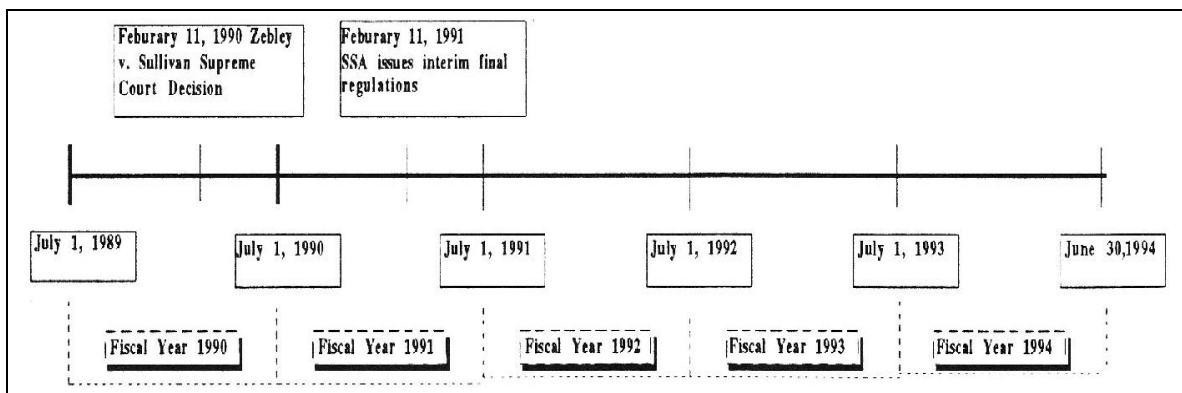 Feburary 11, 1990 Zebley
v. Sullivan Supreme
Court Decision
Feburary 11, 1991
SSA issues interim final
regulations
July 1, 1989
July 1, 1990
July 1, 1991
July 1, 1992
July 1, 1993
June 30,1994
Fiscal Year 1990
Fiscal Year 1991
Fiscal Year 1992
Fiscal Year 1993
Fiscal Year 1994